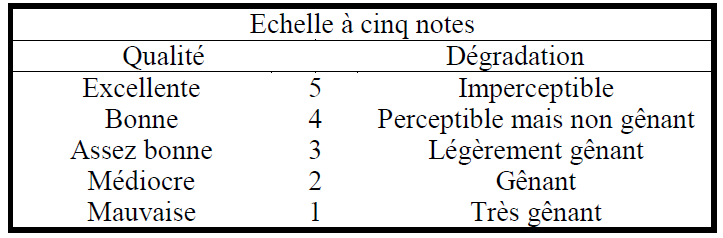 Echelle à cinq notes
Qualité Dégradation
Excellente 5 Imperceptible
Bonne 4 Perceptible mais non gênant
Assez bonne 3 Légèrement gênant
Médiocre 2 Gênant
Mauvaise 1 Très gênant